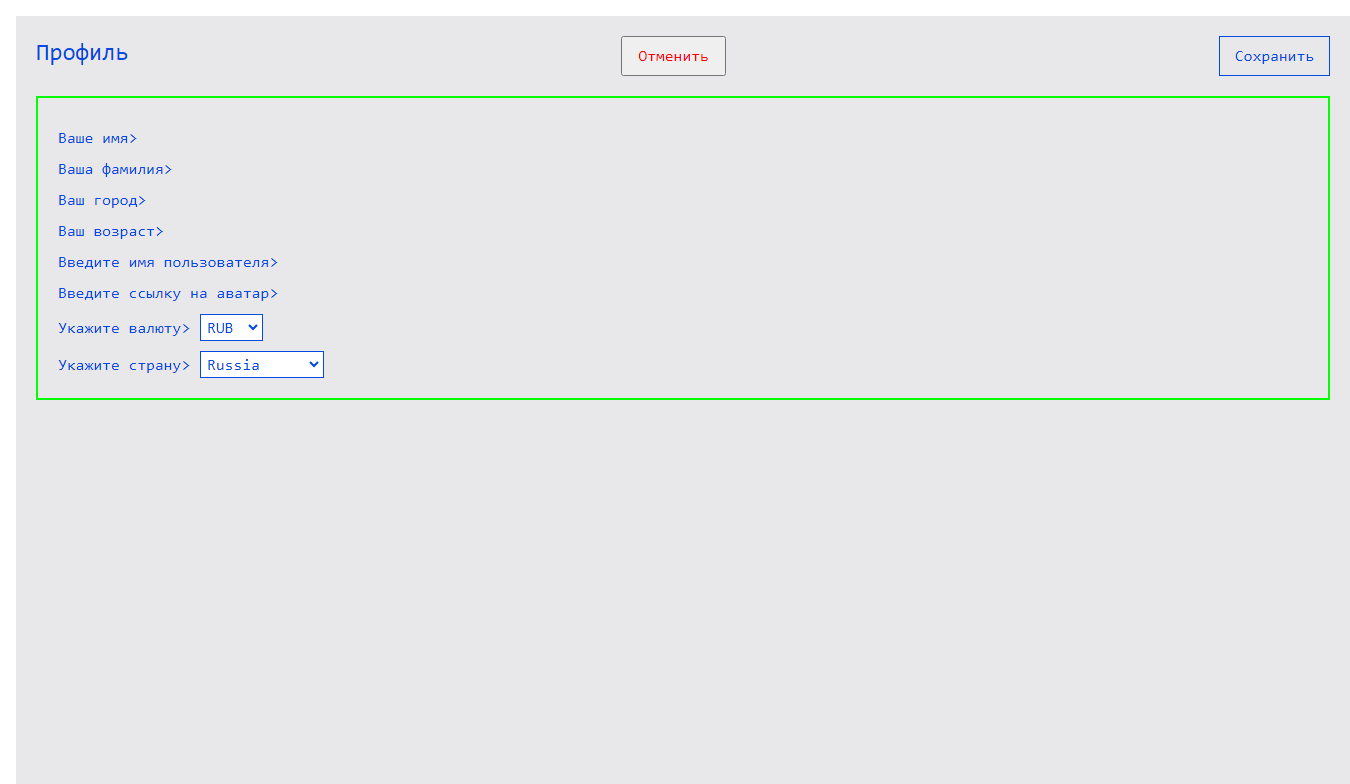 Профиль
Отменить
Сохранить
Ваше имя>
Ваша фамилия>
Ваш город>
Ваш возраст>
Введите имя пользователя>
Введите ссылку на аватар>
Укажите валюту> RUB
Укажите страну> Russia